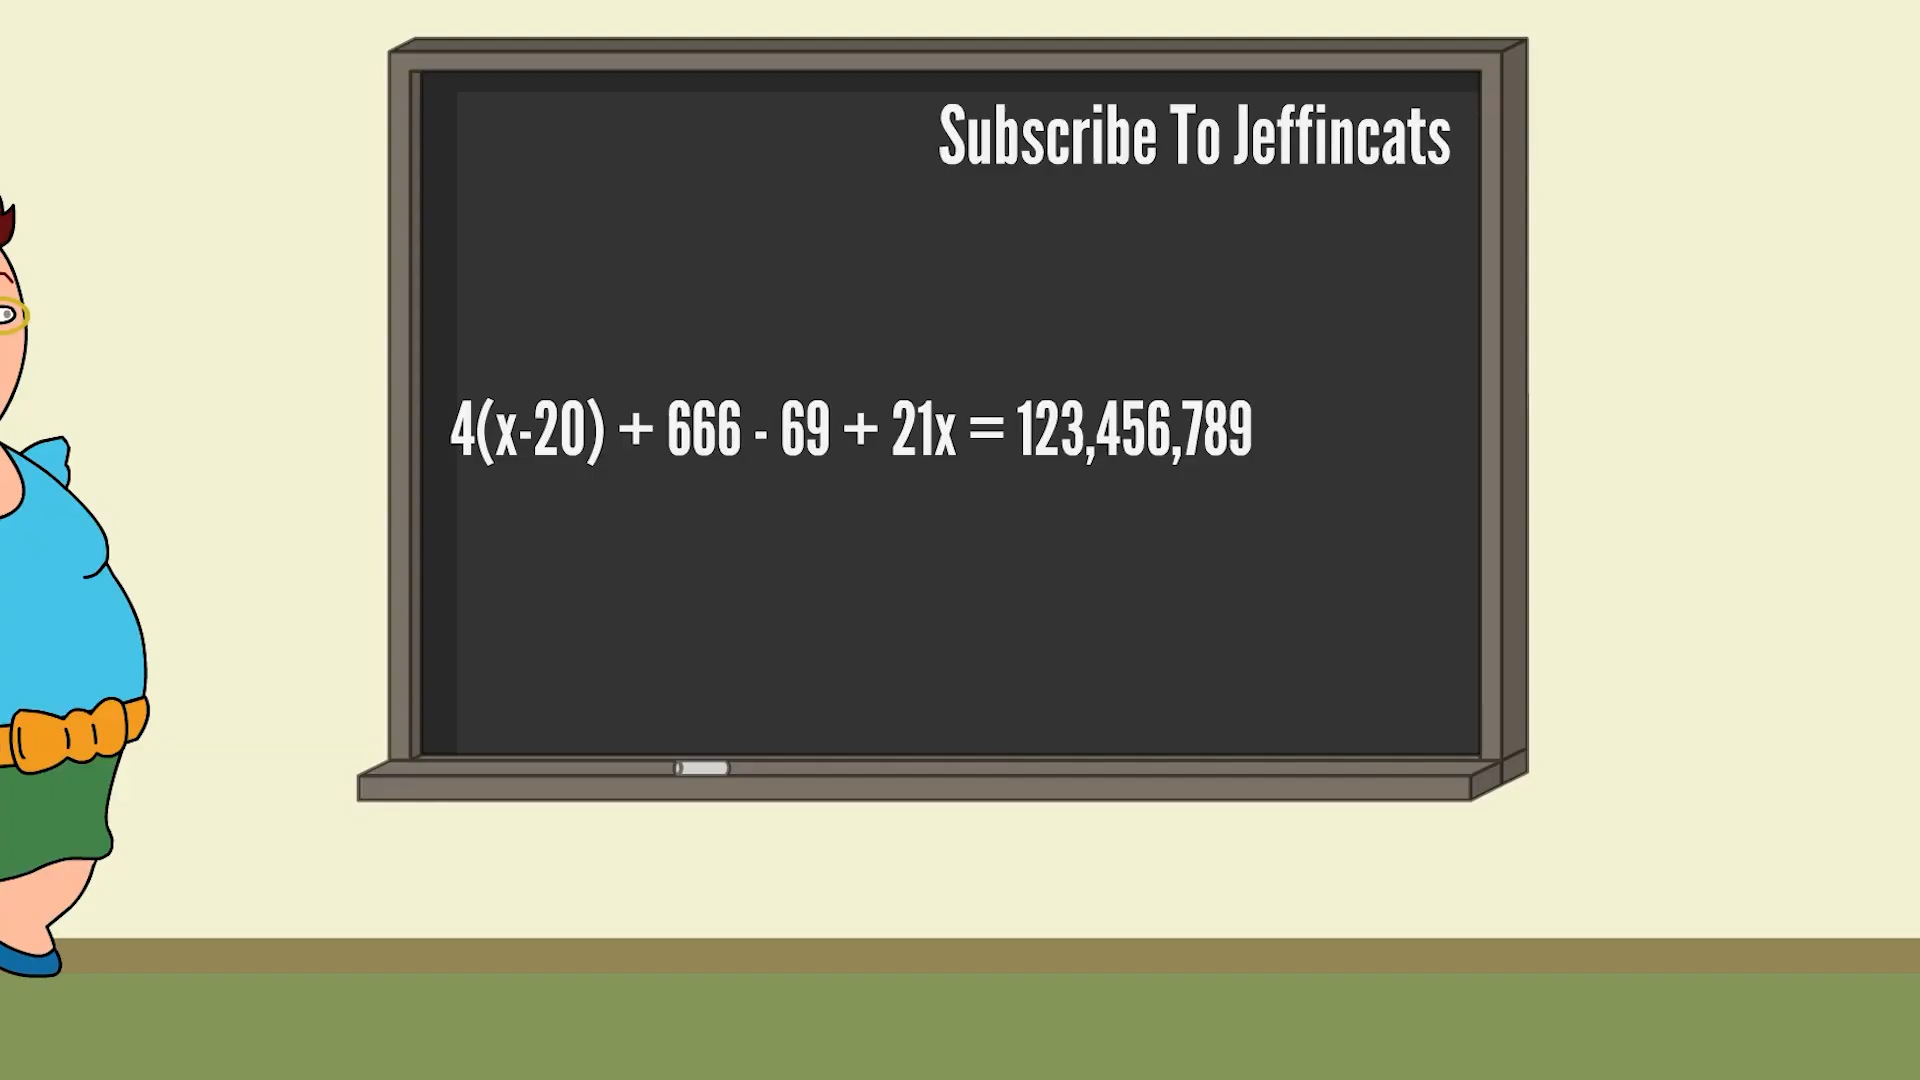 Subscribe To Jeffincats
4(x-20) + 666 - 69 + 21x = 123,456,789